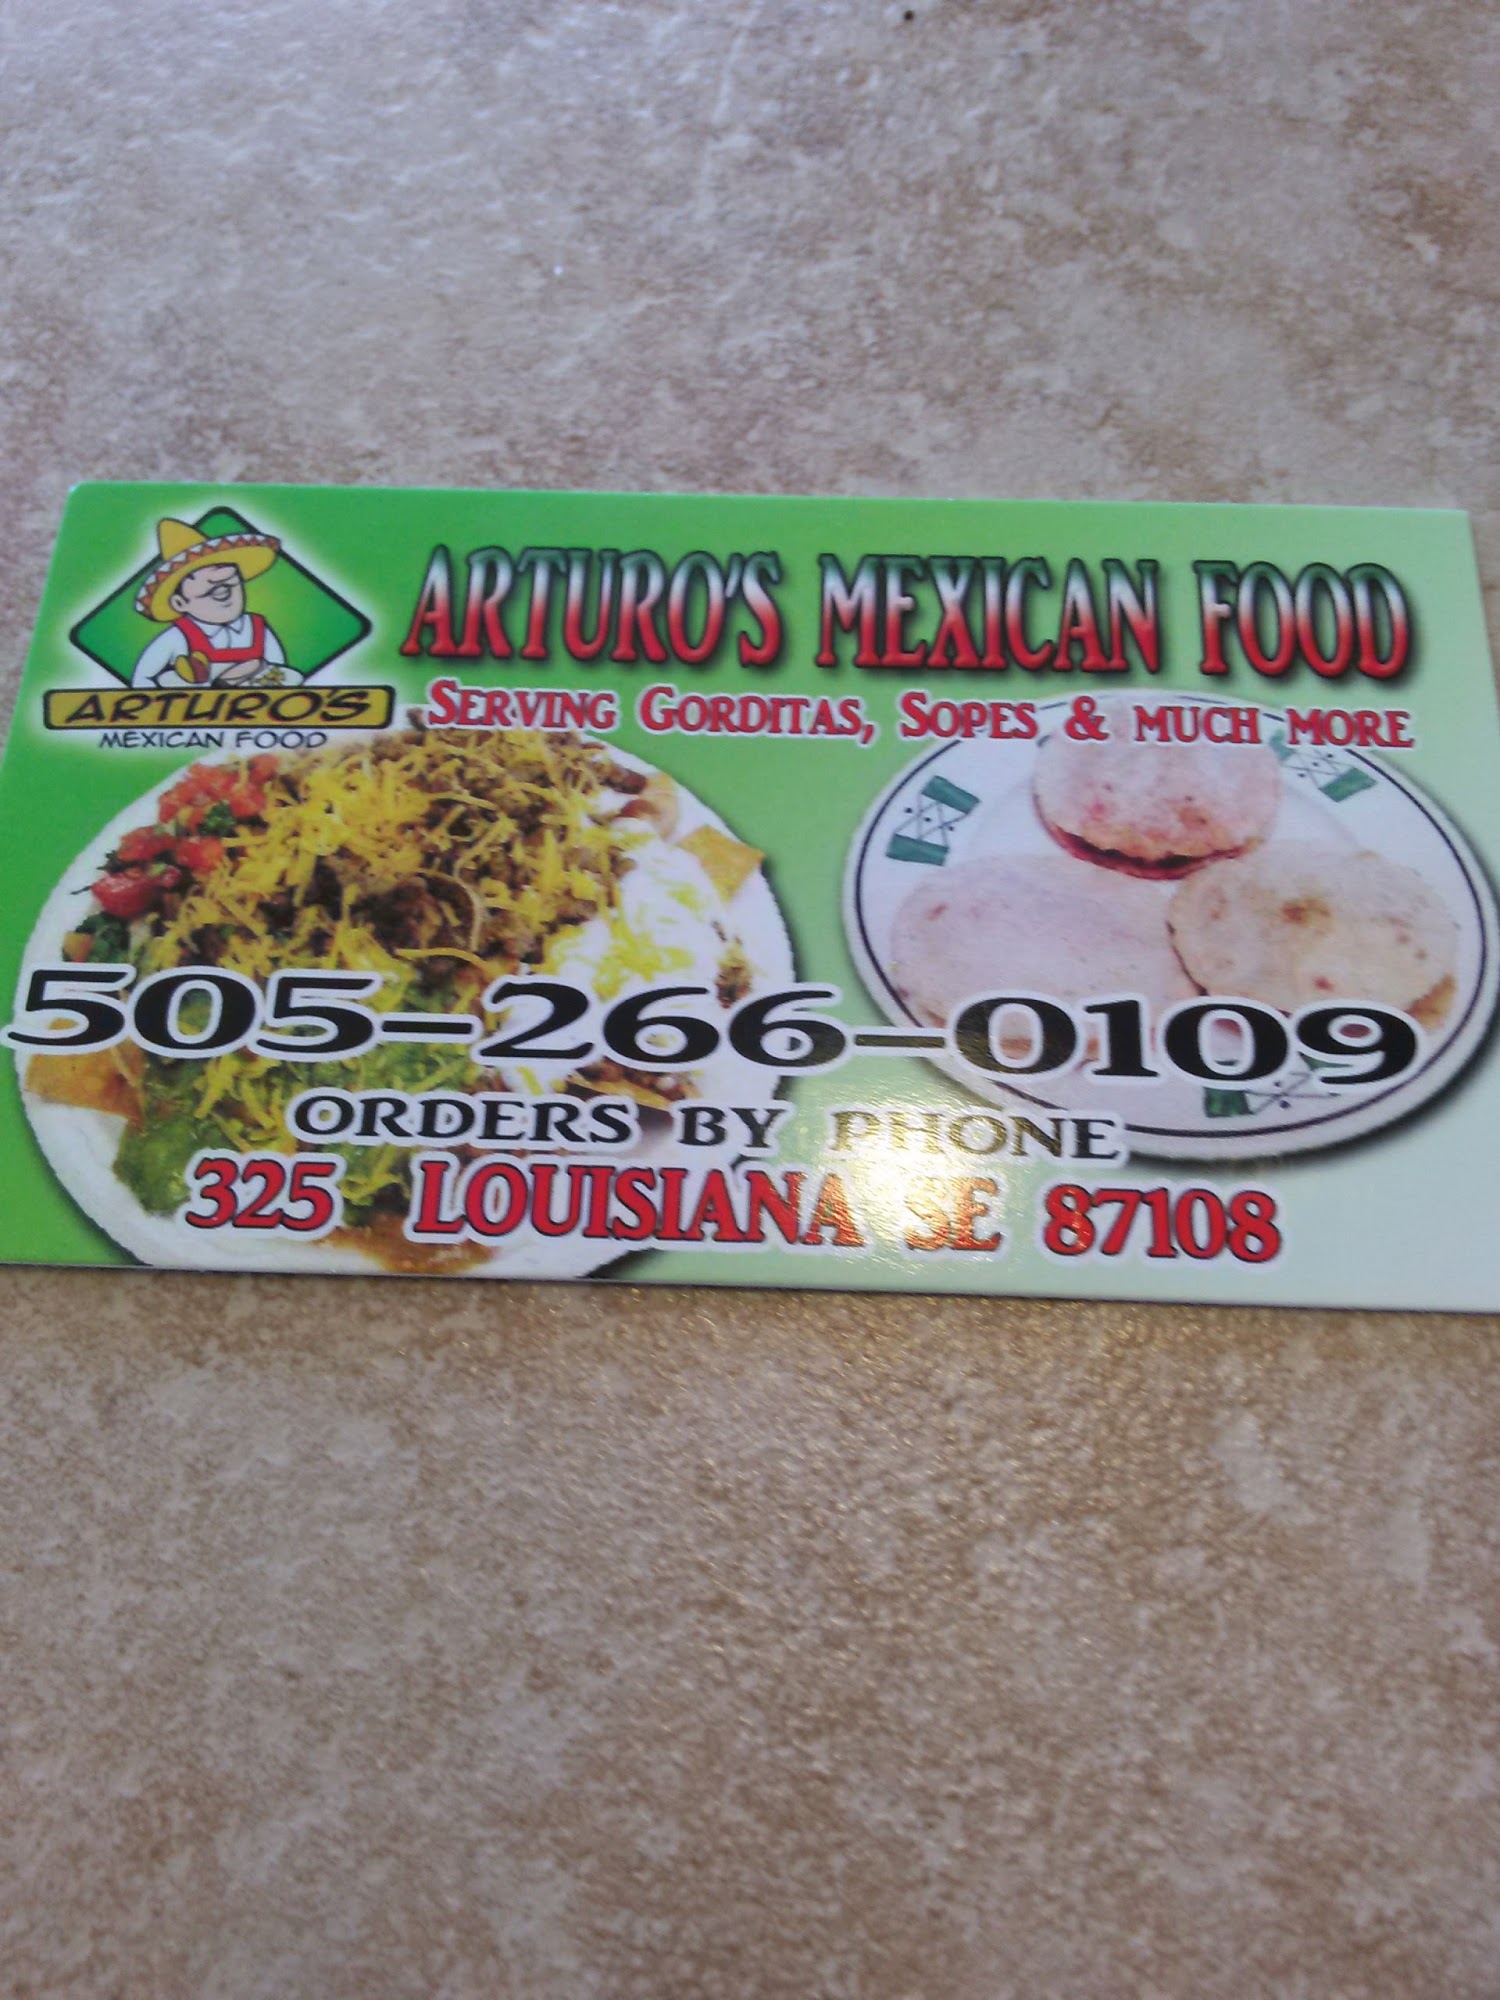 ARTURO'S MEXICAN FOOD
SERVING GORDITAS, SOPES & MUCH MORE
ARTURO'S
MEXICAN FOOD
505-266-0109
ORDERS BY PHONE
325 LOUISIANA SE 87108